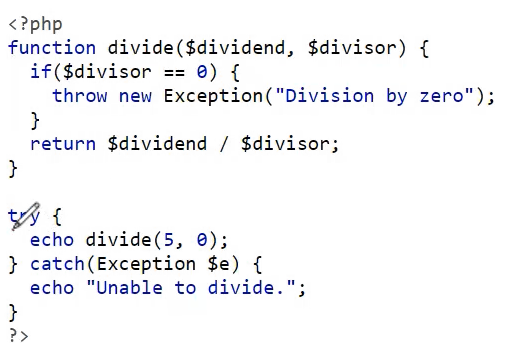 <?php
function divide($dividend, $divisor) {
  if($divisor == 0) {
    throw new Exception("Division by zero");
  }
  return $dividend / $divisor;
}

try {
  echo divide(5, 0);
} catch(Exception $e) {
  echo "Unable to divide.";
}
?>